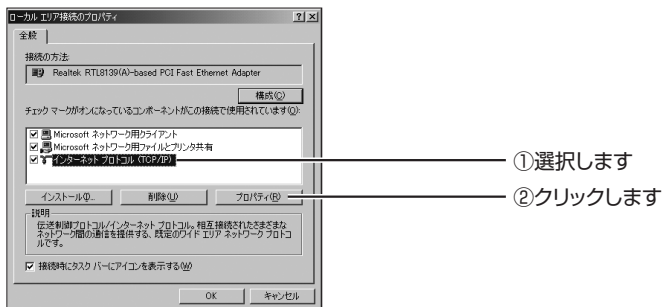 ローカル エリア接続のプロパティ
全般
接続の方法:
Realtek RTL8139(A)-based PCI Fast Ethernet Adapter
構成(C)
チェック マークがオンになっているコンポーネントがこの接続で使用されています(O):
Microsoft ネットワーク用クライアント
Microsoft ネットワーク用ファイルとプリンタ共有
インターネット プロトコル (TCP/IP)
①選択します
インストール(I)... 削除(U) プロパティ(R)
②クリックします
説明
伝送制御プロトコル/インターネット プロトコル。相互接続されたさまざまな
ネットワーク間の通信を提供する、既定のワイド エリア ネットワーク プロトコ
ルです。
接続時にタスク バーにアイコンを表示する(W)
OK キャンセル